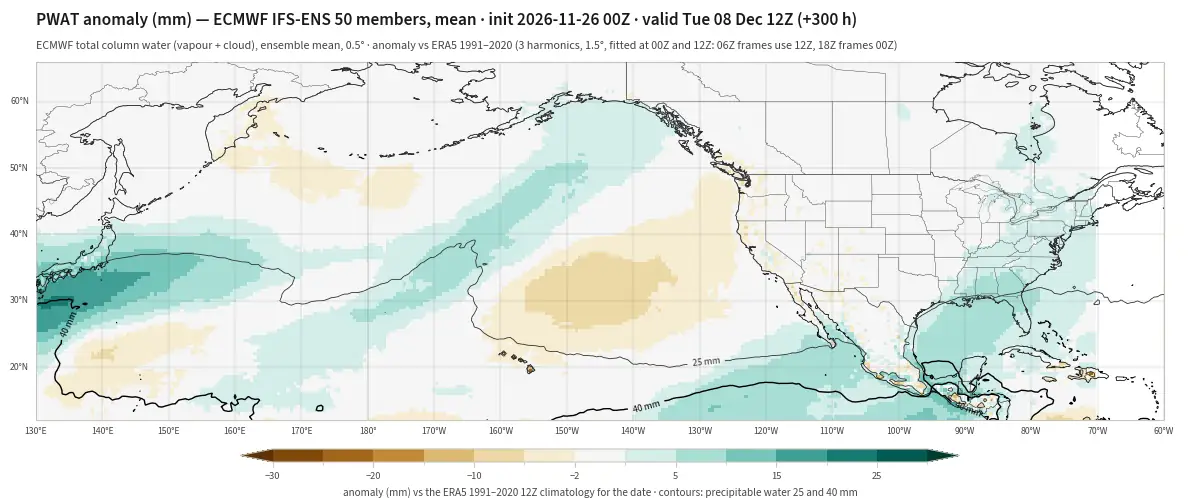 PWAT anomaly (mm) — ECMWF IFS-ENS 50 members, mean · init 2026-11-26 00Z · valid Tue 08 Dec 12Z (+300 h)
ECMWF total column water (vapour + cloud), ensemble mean, 0.5° · anomaly vs ERA5 1991–2020 (3 harmonics, 1.5°, fitted at 00Z and 12Z: 06Z frames use 12Z, 18Z frames 00Z)
60°N
50°N
40°N
30°N
20°N
40 mm
25 mm
40 mm
130°E 140°E 150°E 160°E 170°E 180° 170°W 160°W 150°W 140°W 130°W 120°W 110°W 100°W 90°W 80°W 70°W 60°W
−30 −20 −10 −2 5 15 25
anomaly (mm) vs the ERA5 1991–2020 12Z climatology for the date · contours: precipitable water 25 and 40 mm